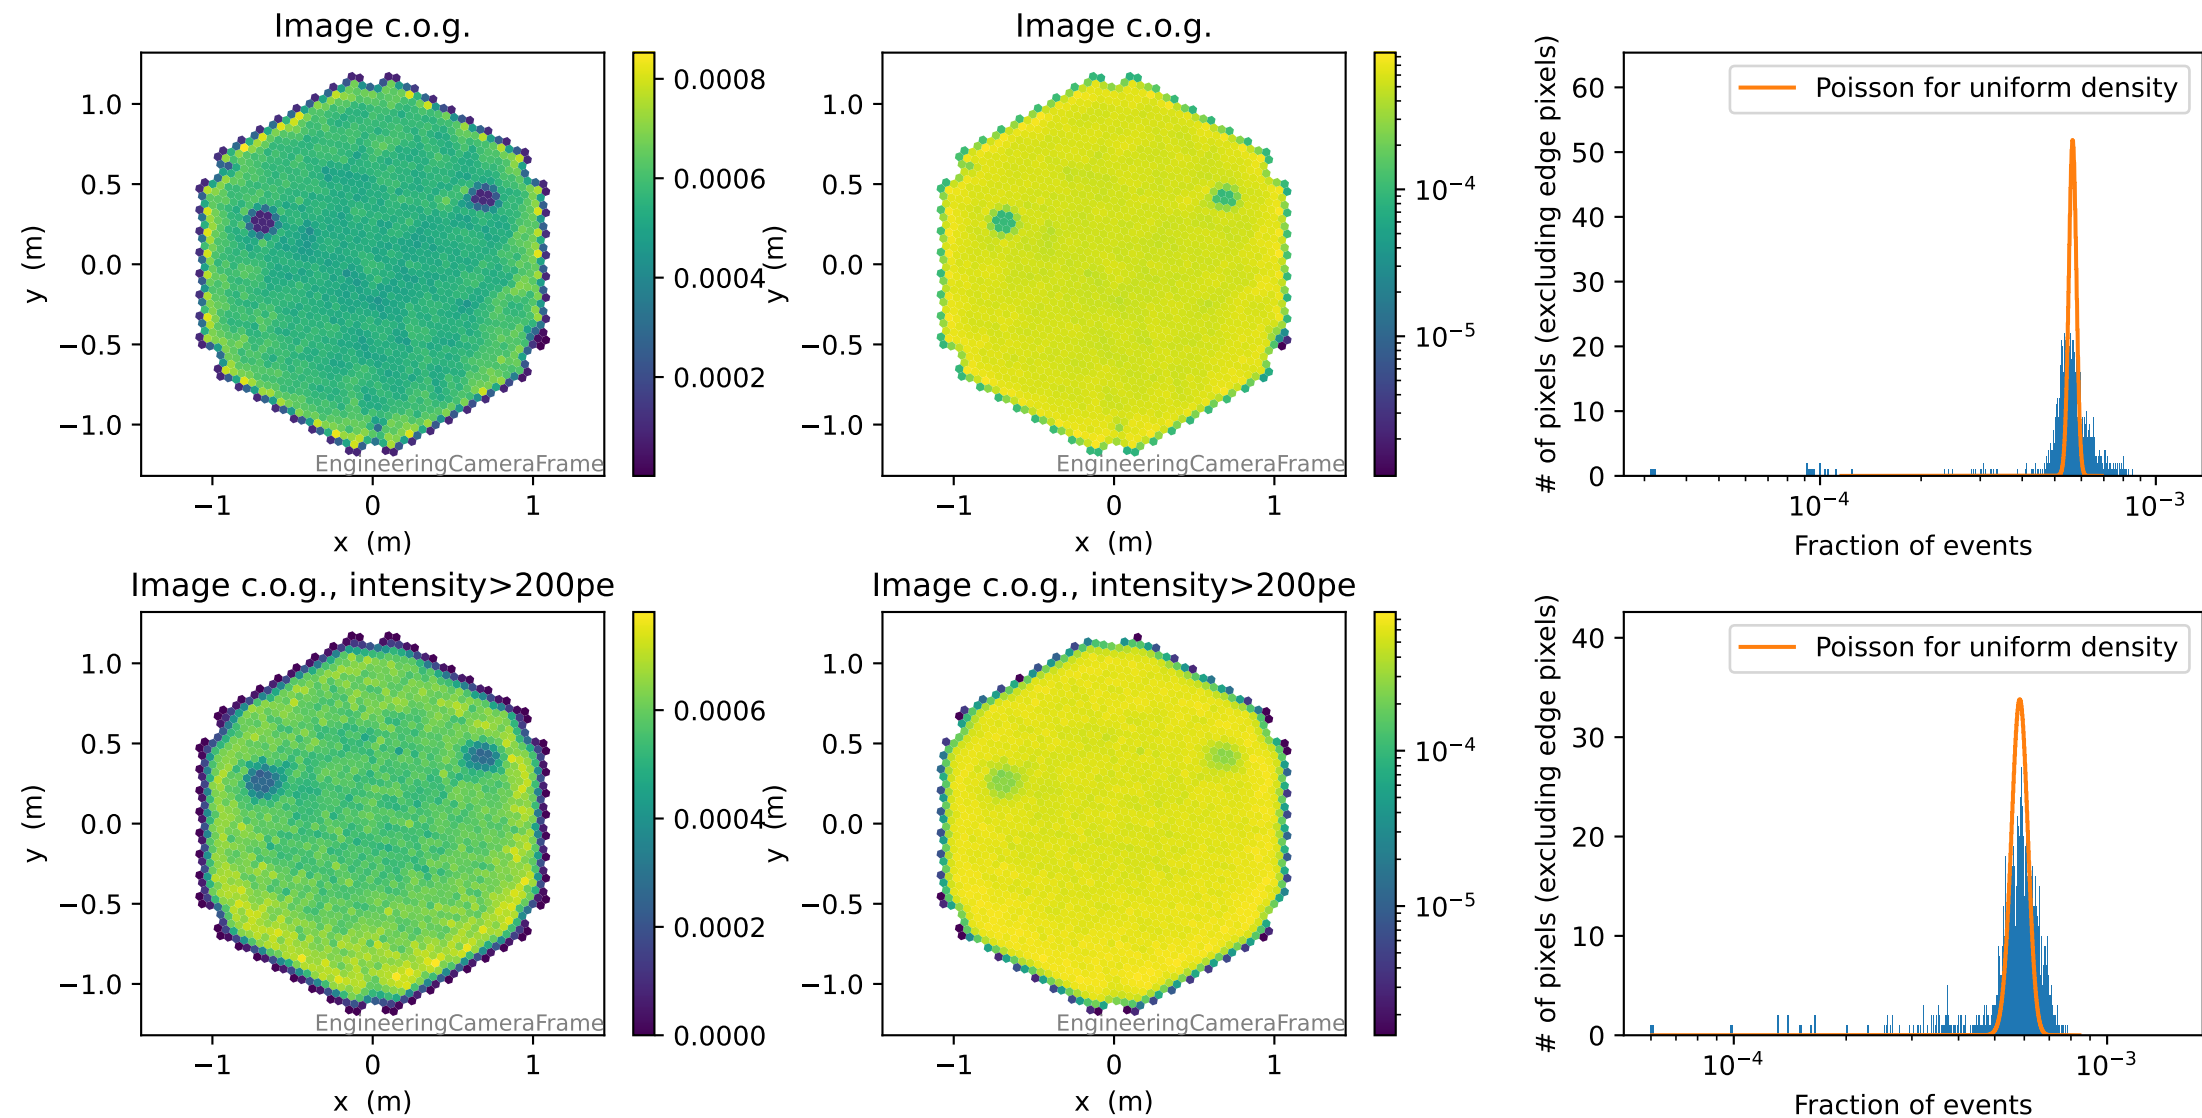 Image c.o.g.
1.0
0.5
0.0
−0.5
−1.0
y (m)
−1
0
1
x (m)
EngineeringCameraFrame
0.0008
0.0006
0.0004
0.0002
Image c.o.g.
1.0
0.5
0.0
−0.5
−1.0
y (m)
−1
0
1
x (m)
EngineeringCameraFrame
10⁻⁴
10⁻⁵
# of pixels (excluding edge pixels)
60
50
40
30
20
10
0
Poisson for uniform density
10⁻⁴
10⁻³
Fraction of events
Image c.o.g., intensity>200pe
1.0
0.5
0.0
−0.5
−1.0
y (m)
−1
0
1
x (m)
EngineeringCameraFrame
0.0006
0.0004
0.0002
0.0000
Image c.o.g., intensity>200pe
1.0
0.5
0.0
−0.5
−1.0
y (m)
−1
0
1
x (m)
EngineeringCameraFrame
10⁻⁴
10⁻⁵
# of pixels (excluding edge pixels)
40
30
20
10
0
Poisson for uniform density
10⁻⁴
10⁻³
Fraction of events